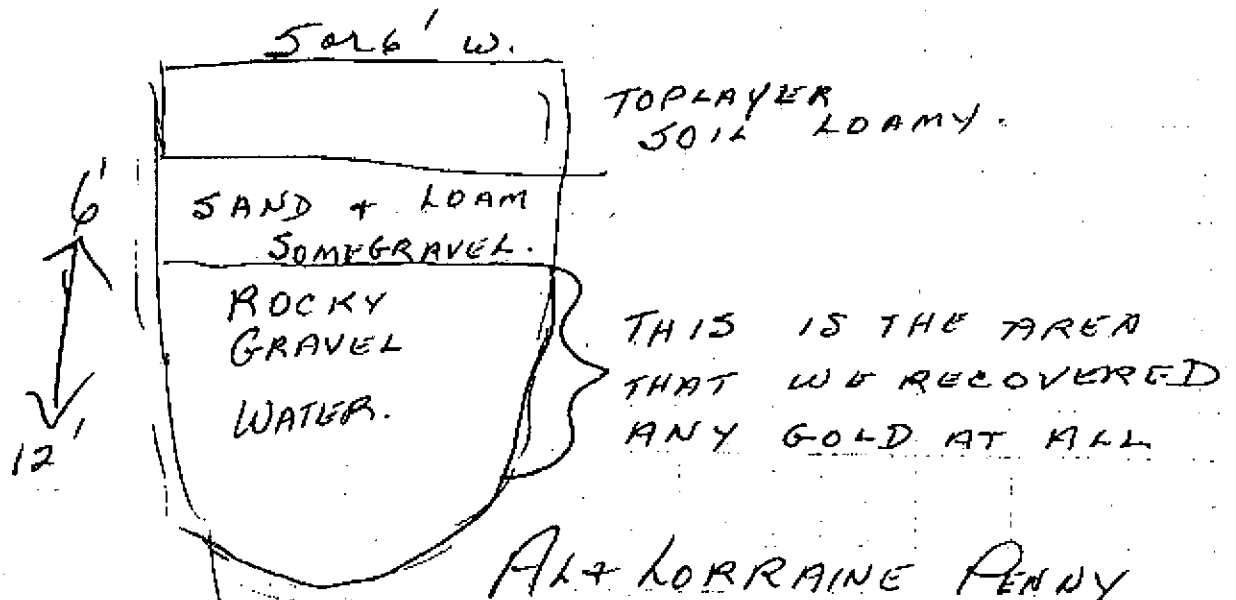 5 or 6' W.
TOPLAYER
SOIL LOAMY.
6'
SAND + LOAM
SOME GRAVEL.
ROCKY
GRAVEL
WATER.
12'
THIS IS THE AREA
THAT WE RECOVERED
ANY GOLD AT ALL
AL + LORRAINE PENNY